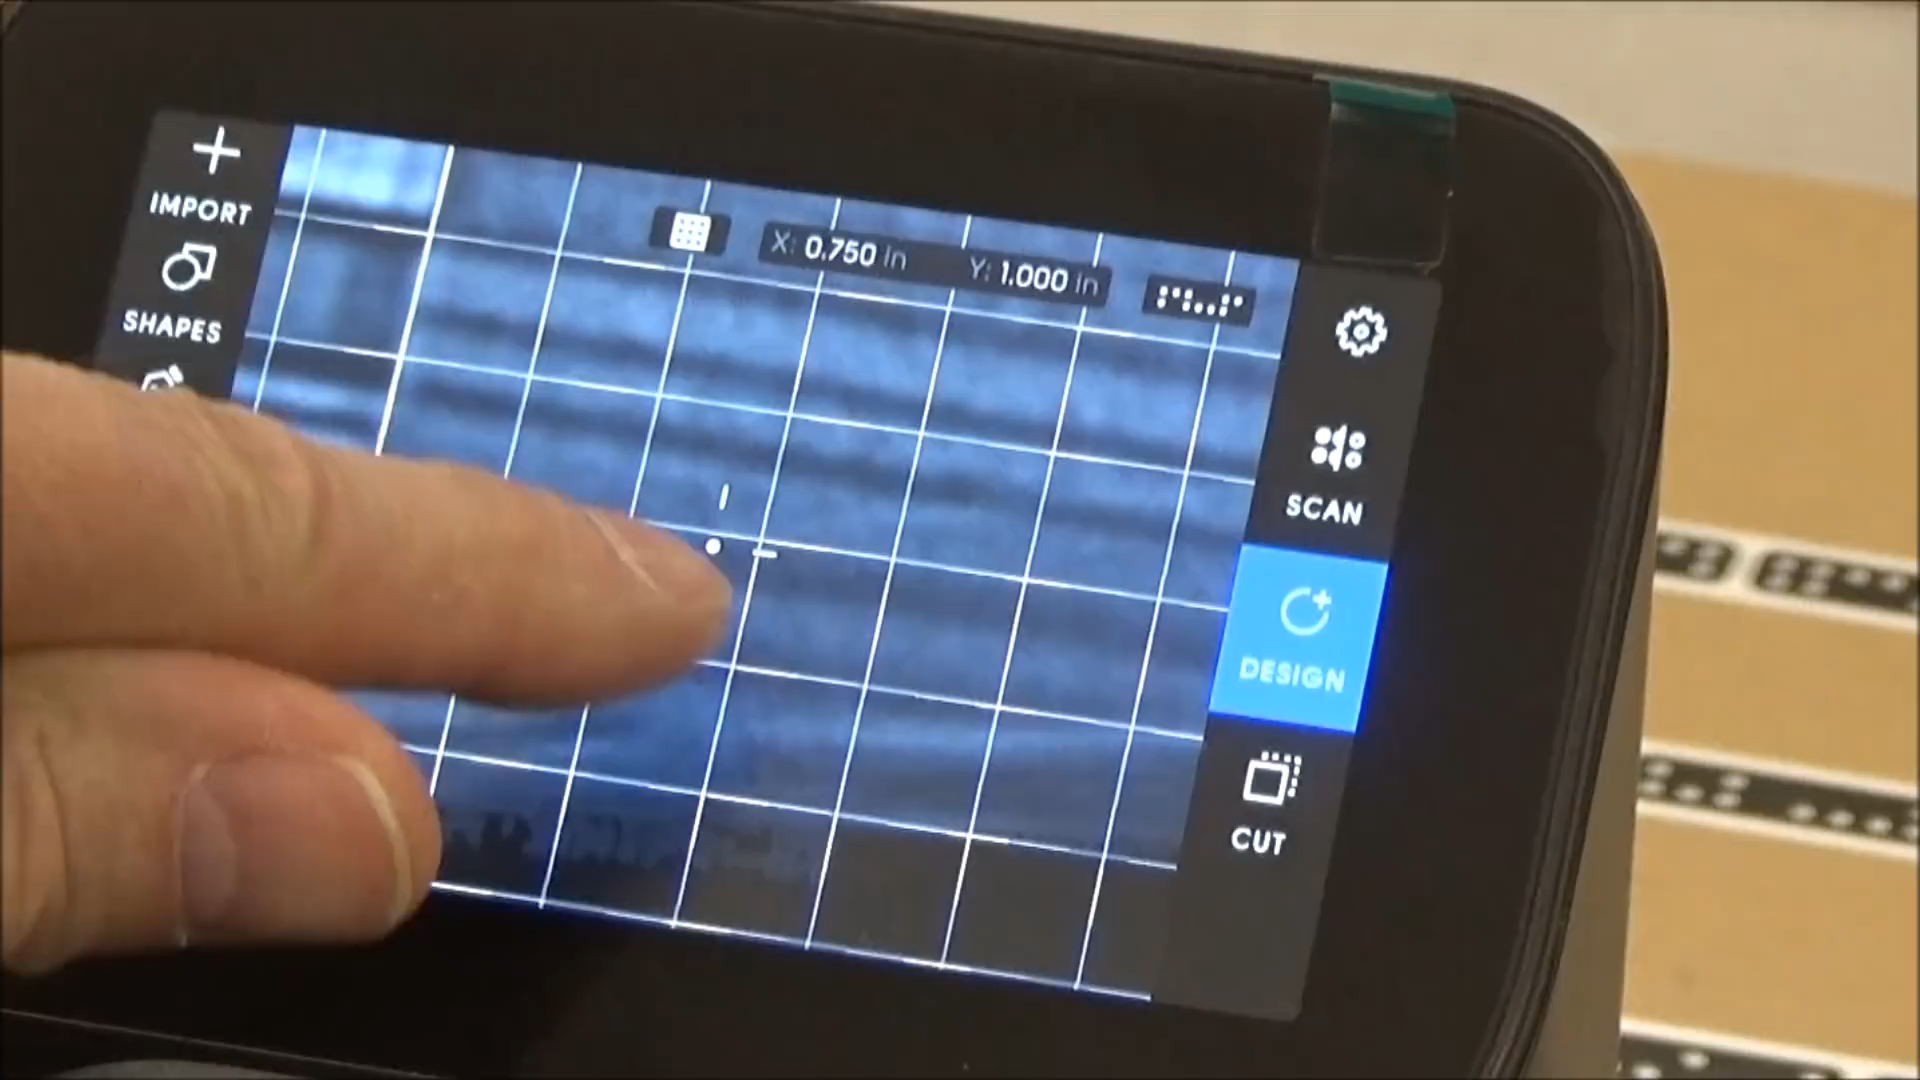 IMPORT
SHAPES
X: 0.750 in Y: 1.000 in
SCAN
DESIGN
CUT